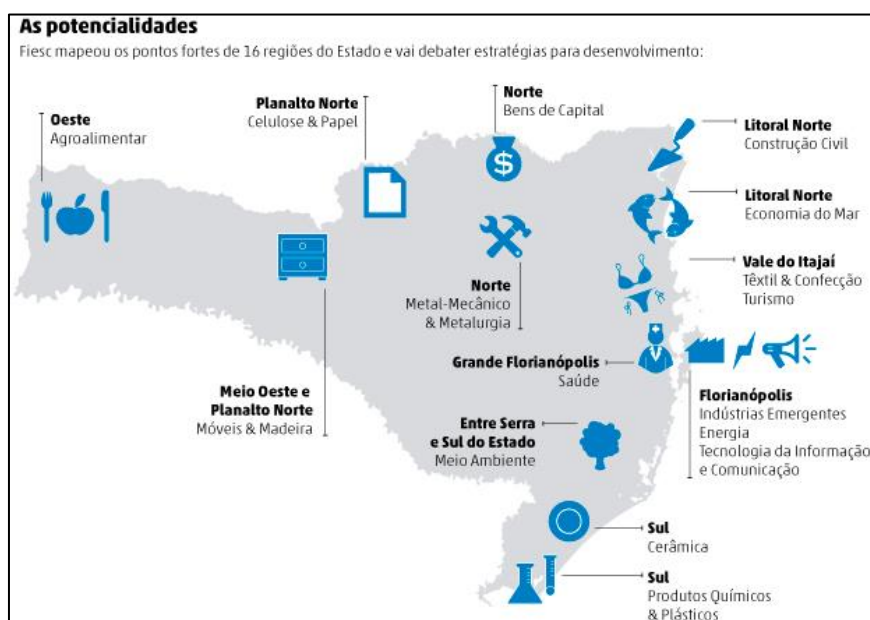 As potencialidades
Fiesc mapeou os pontos fortes de 16 regiões do Estado e vai debater estratégias para desenvolvimento:
Oeste
Agroalimentar
Planalto Norte
Celulose & Papel
Norte
Bens de Capital
Litoral Norte
Construção Civil
Litoral Norte
Economia do Mar
$
Norte
Metal-Mecânico
& Metalurgia
Vale do Itajaí
Têxtil & Confecção
Turismo
Meio Oeste e
Planalto Norte
Móveis & Madeira
Grande Florianópolis
Saúde
Florianópolis
Indústrias Emergentes
Energia
Tecnologia da Informação
e Comunicação
Entre Serra
e Sul do Estado
Meio Ambiente
Sul
Cerâmica
Sul
Produtos Químicos
& Plásticos